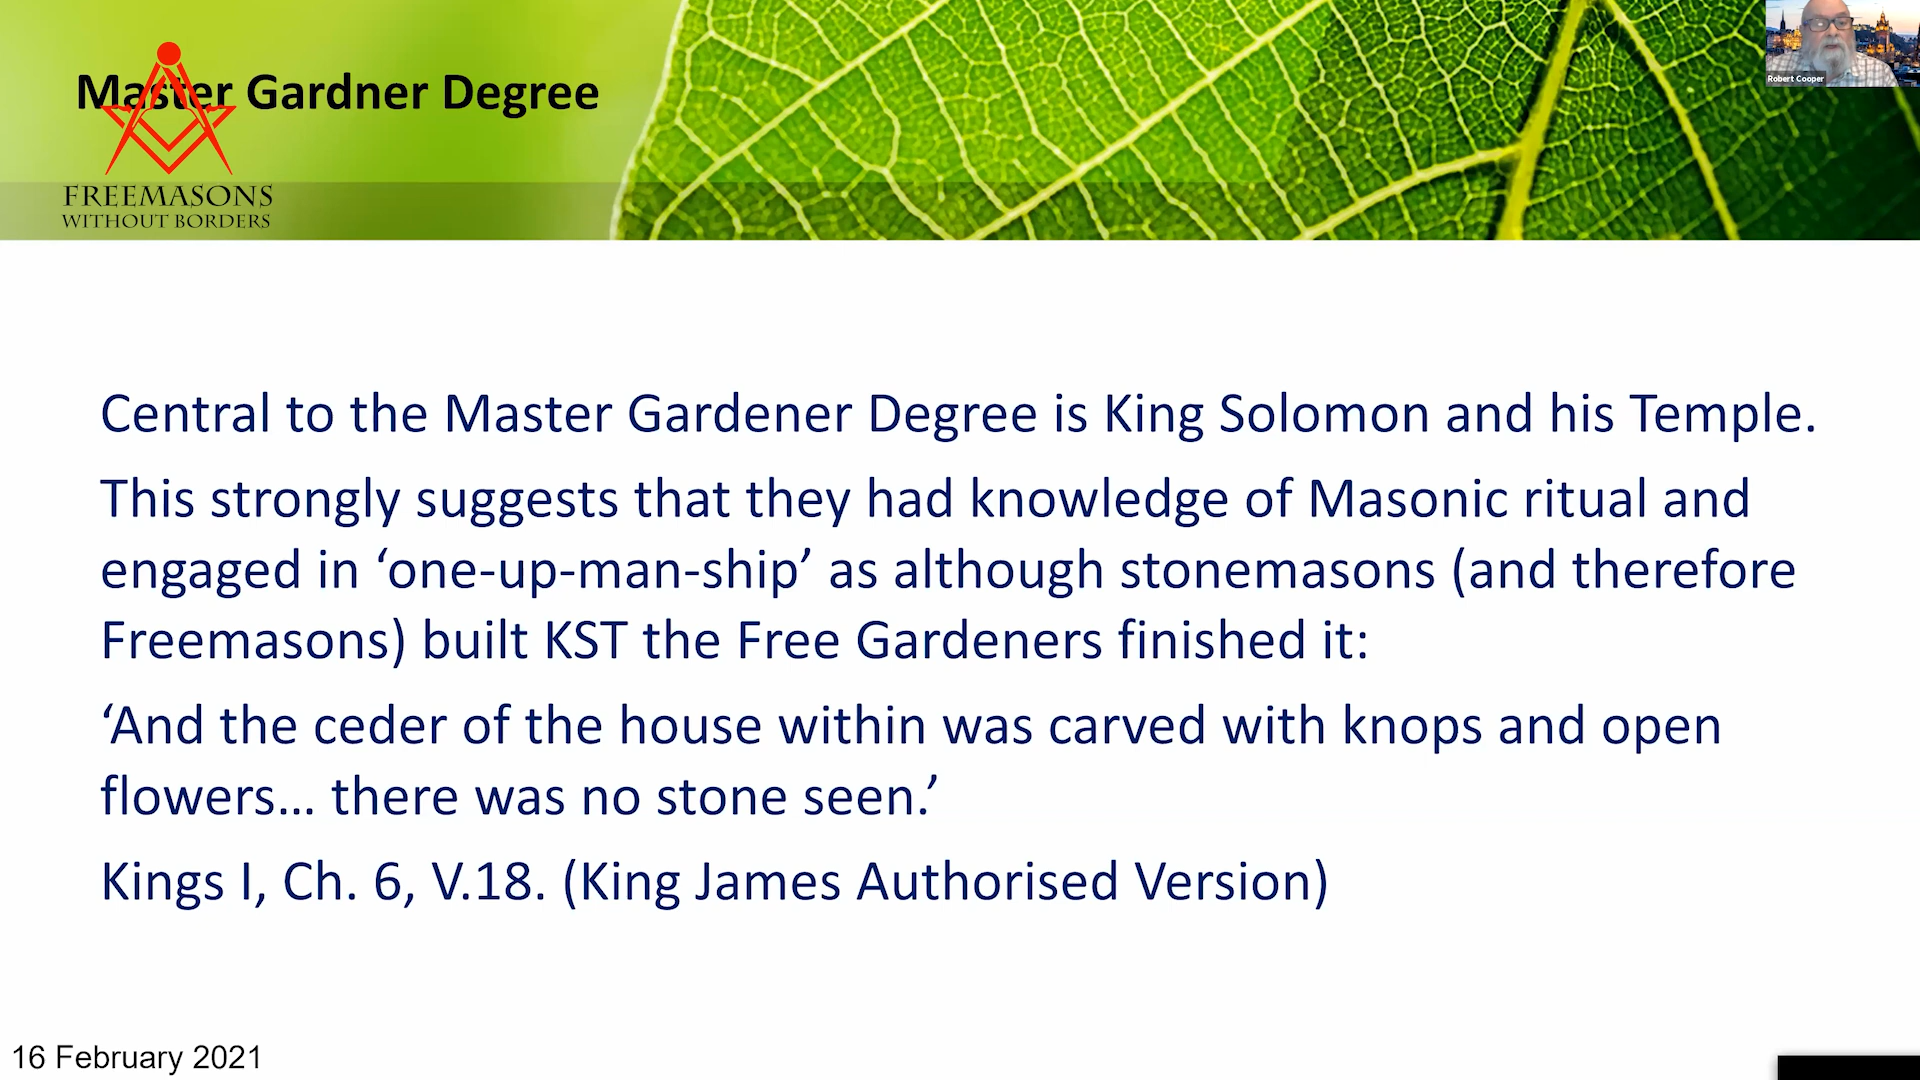 Master Gardner Degree
FREEMASONS
WITHOUT BORDERS
Robert Cooper
Central to the Master Gardener Degree is King Solomon and his Temple.
This strongly suggests that they had knowledge of Masonic ritual and
engaged in ‘one-up-man-ship’ as although stonemasons (and therefore
Freemasons) built KST the Free Gardeners finished it:
‘And the ceder of the house within was carved with knops and open
flowers… there was no stone seen.’
Kings I, Ch. 6, V.18. (King James Authorised Version)
16 February 2021